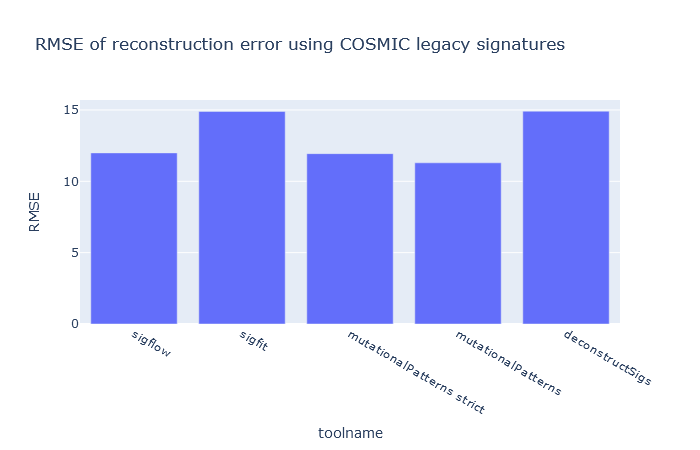 RMSE of reconstruction error using COSMIC legacy signatures
15
10
5
0
RMSE
sigflow
sigfit
mutationalPatterns strict
mutationalPatterns
deconstructSigs
toolname